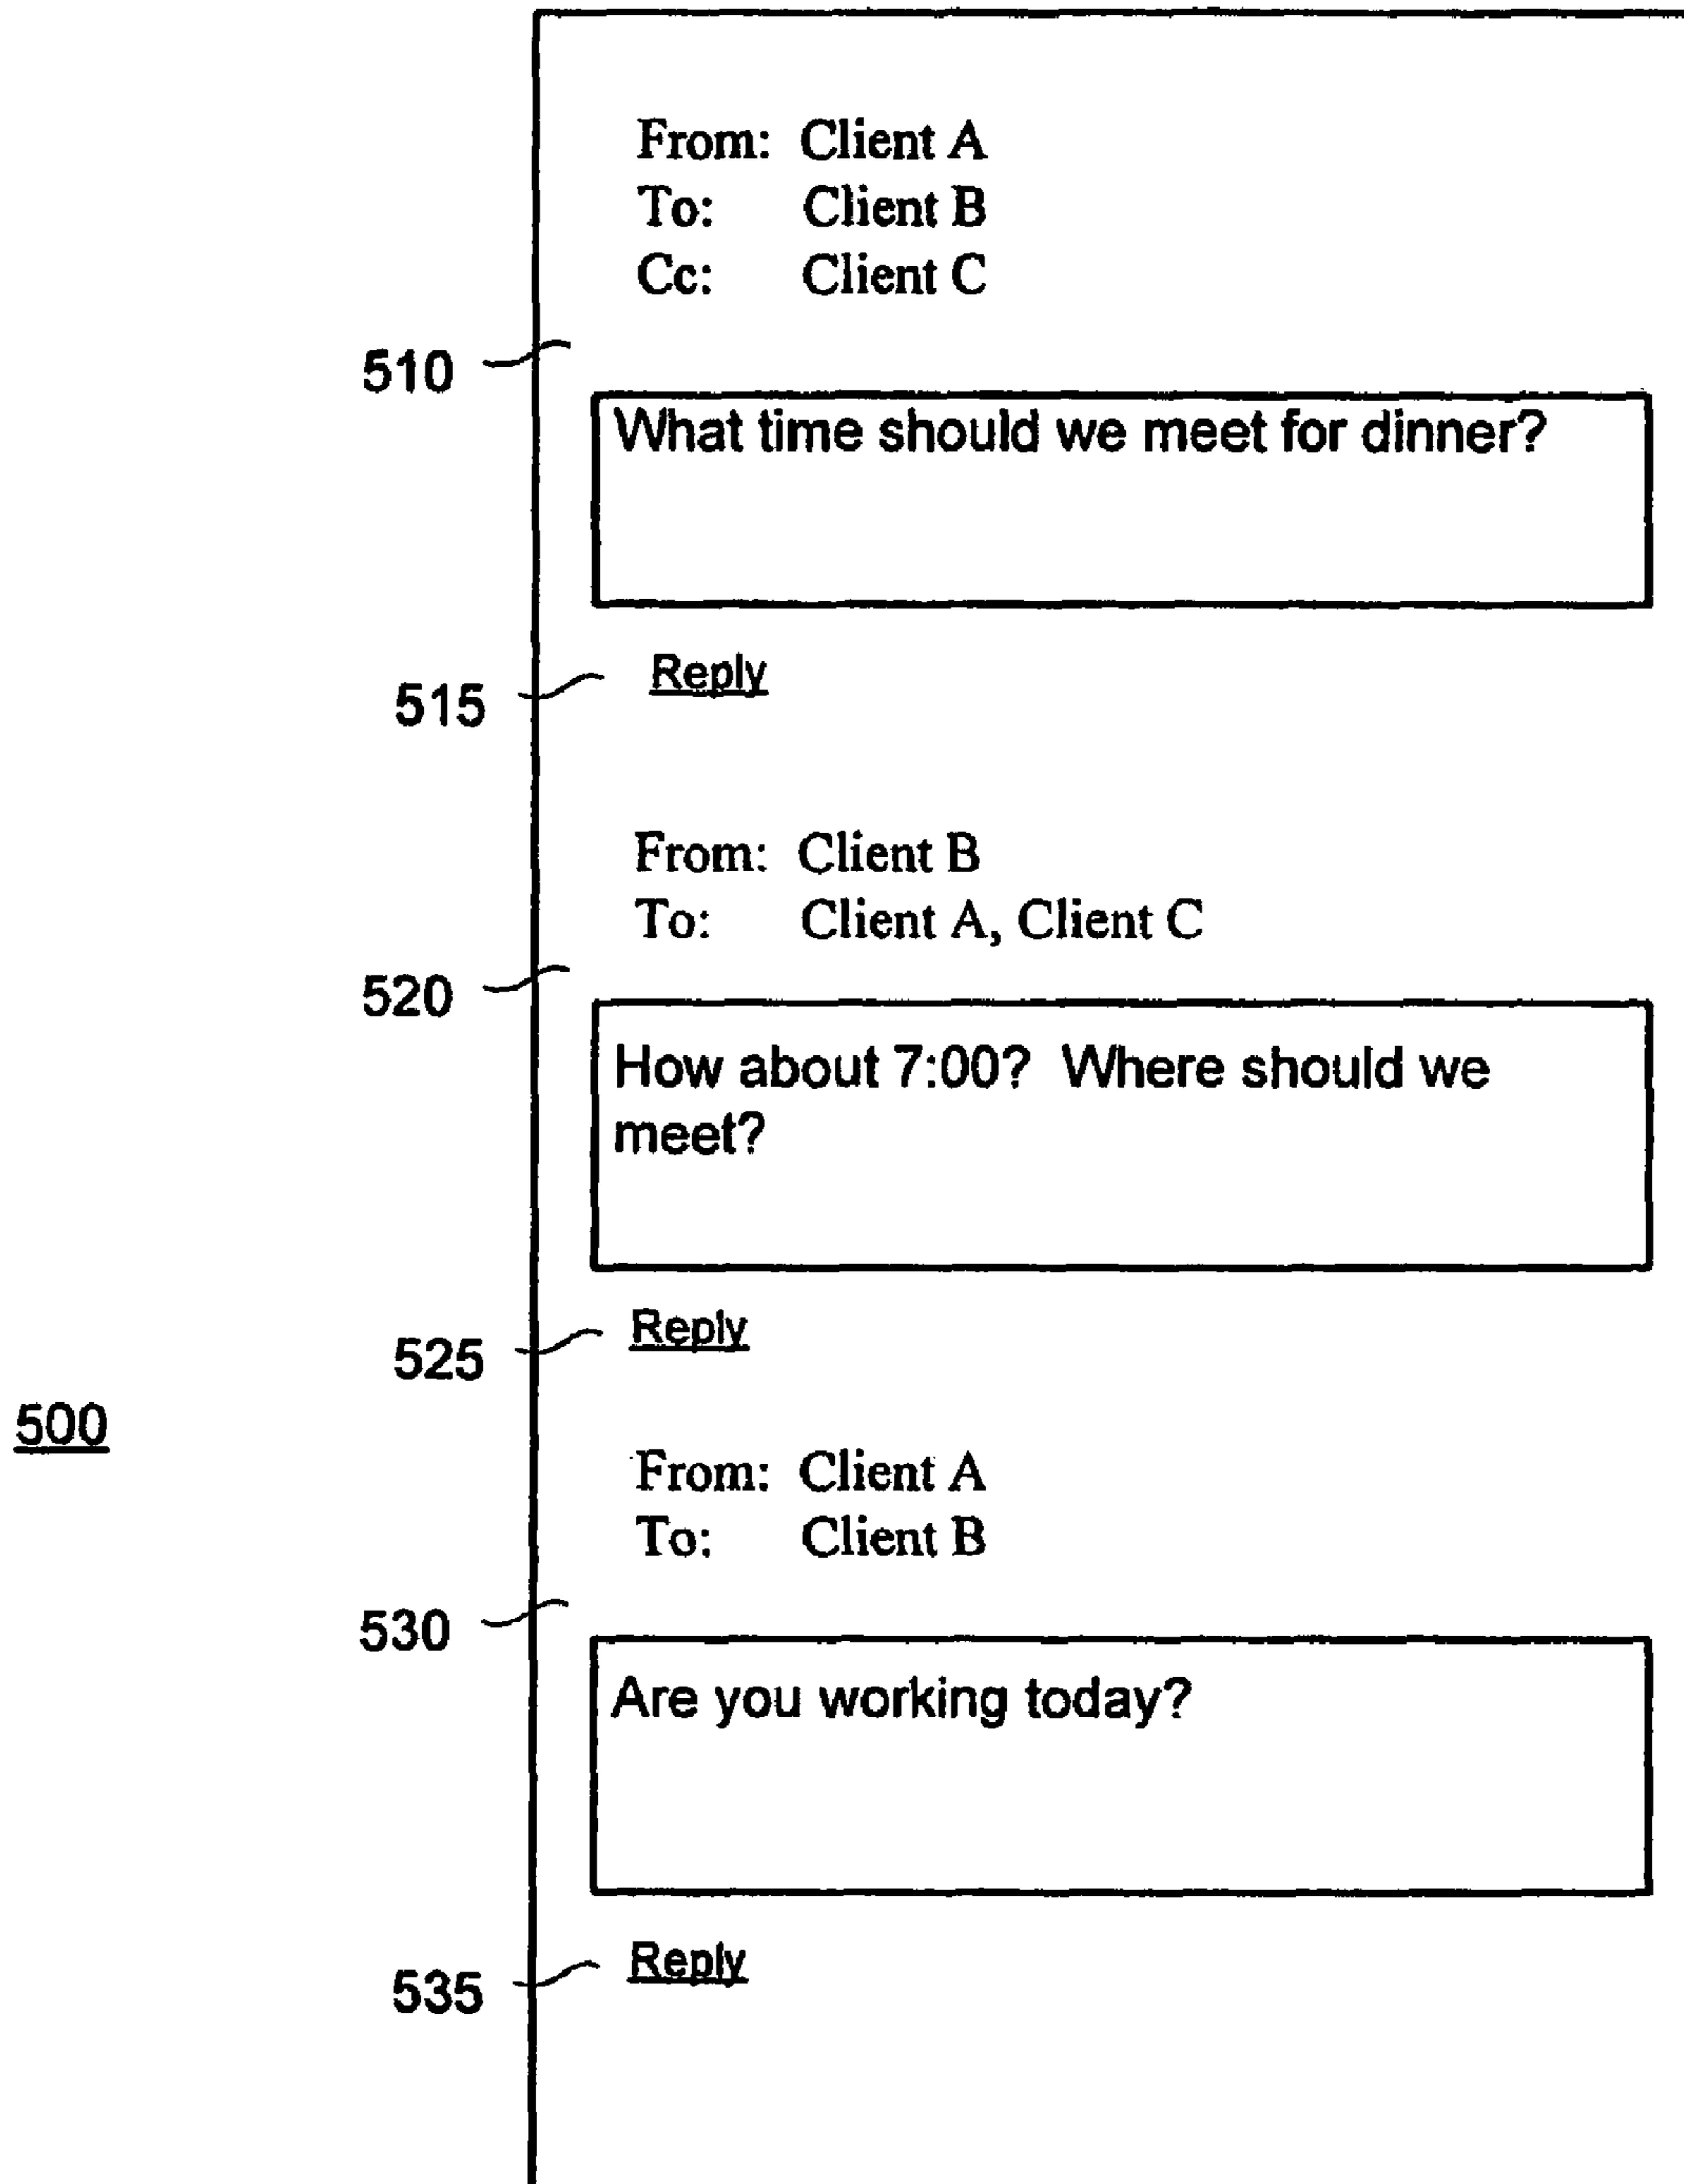 From: Client A
To: Client B
Cc: Client C
510
What time should we meet for dinner?
515
Reply
From: Client B
To: Client A, Client C
520
How about 7:00? Where should we
meet?
525
Reply
500
From: Client A
To: Client B
530
Are you working today?
535
Reply